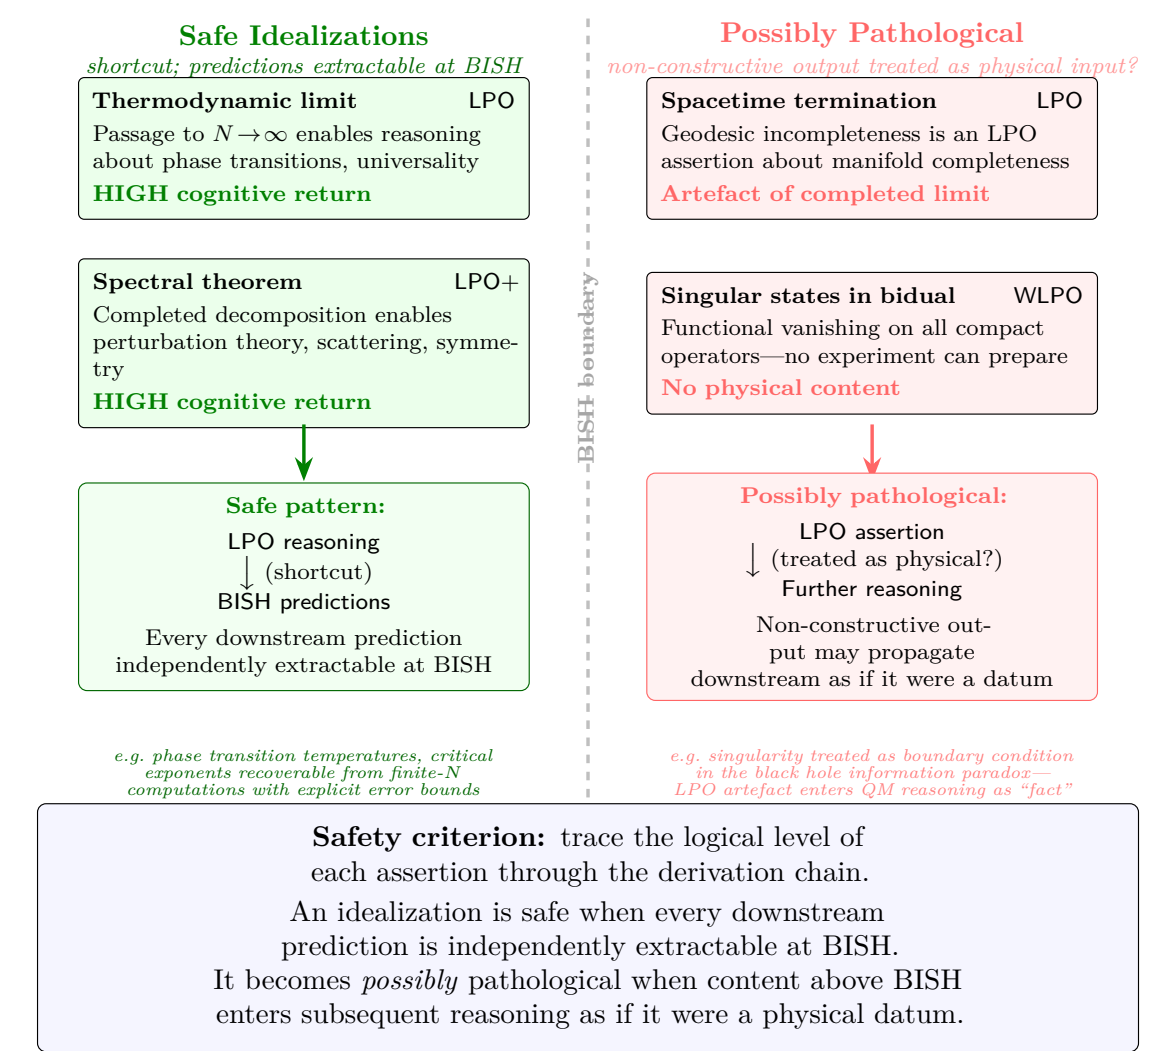 Safe Idealizations
shortcut; predictions extractable at BISH
Thermodynamic limit LPO
Passage to N→∞ enables reasoning
about phase transitions, universality
HIGH cognitive return
Spectral theorem LPO+
Completed decomposition enables
perturbation theory, scattering, symme-
try
HIGH cognitive return
Safe pattern:
LPO reasoning
↓ (shortcut)
BISH predictions
Every downstream prediction
independently extractable at BISH
e.g. phase transition temperatures, critical
exponents recoverable from finite-N
computations with explicit error bounds
BISH boundary
Possibly Pathological
non-constructive output treated as physical input?
Spacetime termination LPO
Geodesic incompleteness is an LPO
assertion about manifold completeness
Artefact of completed limit
Singular states in bidual WLPO
Functional vanishing on all compact
operators—no experiment can prepare
No physical content
Possibly pathological:
LPO assertion
↓ (treated as physical?)
Further reasoning
Non-constructive out-
put may propagate
downstream as if it were a datum
e.g. singularity treated as boundary condition
in the black hole information paradox—
LPO artefact enters QM reasoning as “fact”
Safety criterion: trace the logical level of
each assertion through the derivation chain.
An idealization is safe when every downstream
prediction is independently extractable at BISH.
It becomes possibly pathological when content above BISH
enters subsequent reasoning as if it were a physical datum.